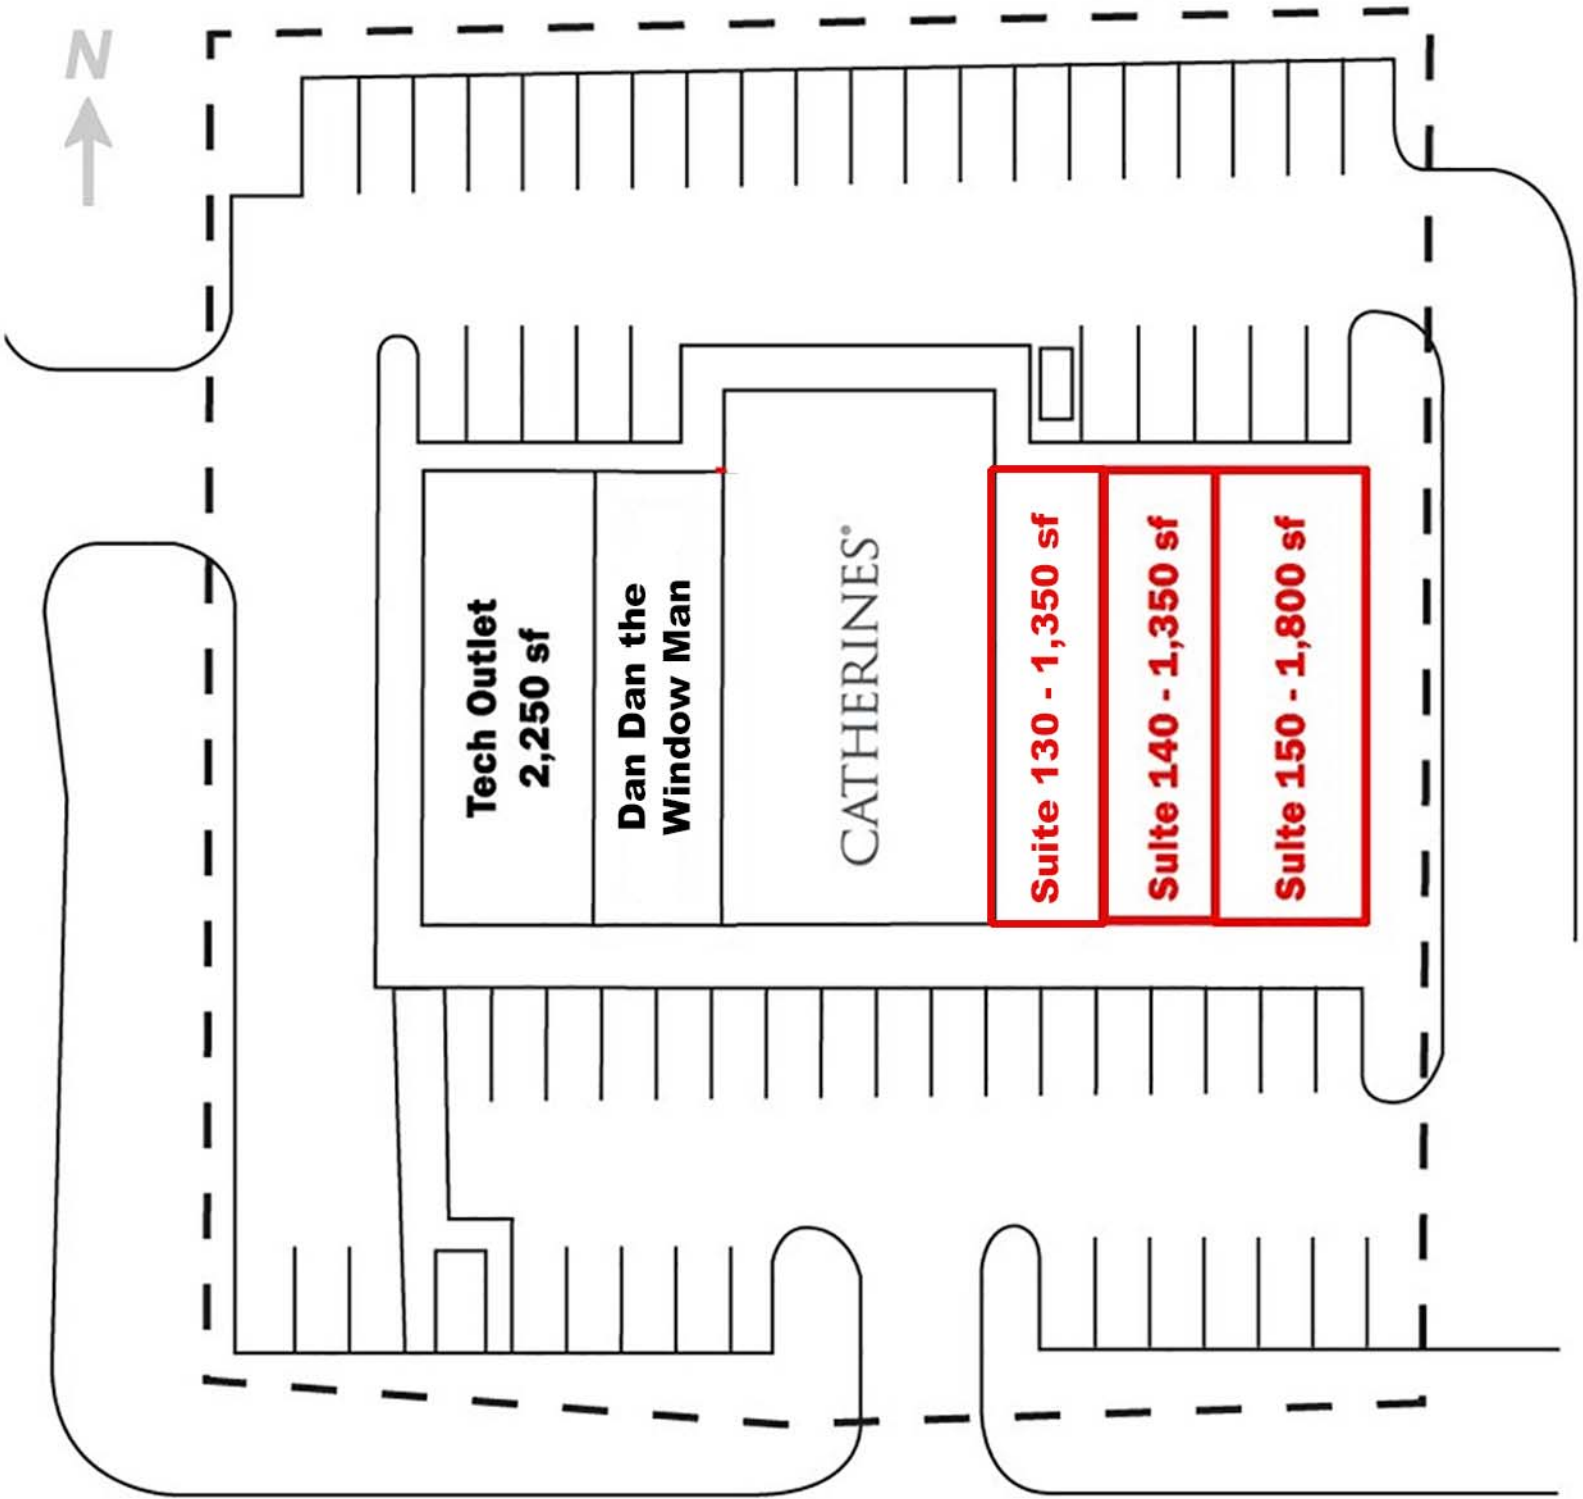 N
Tech Outlet
2,250 sf
Dan Dan the
Window Man
CATHERINES®
Suite 130 - 1,350 sf
Suite 140 - 1,350 sf
Suite 150 - 1,800 sf